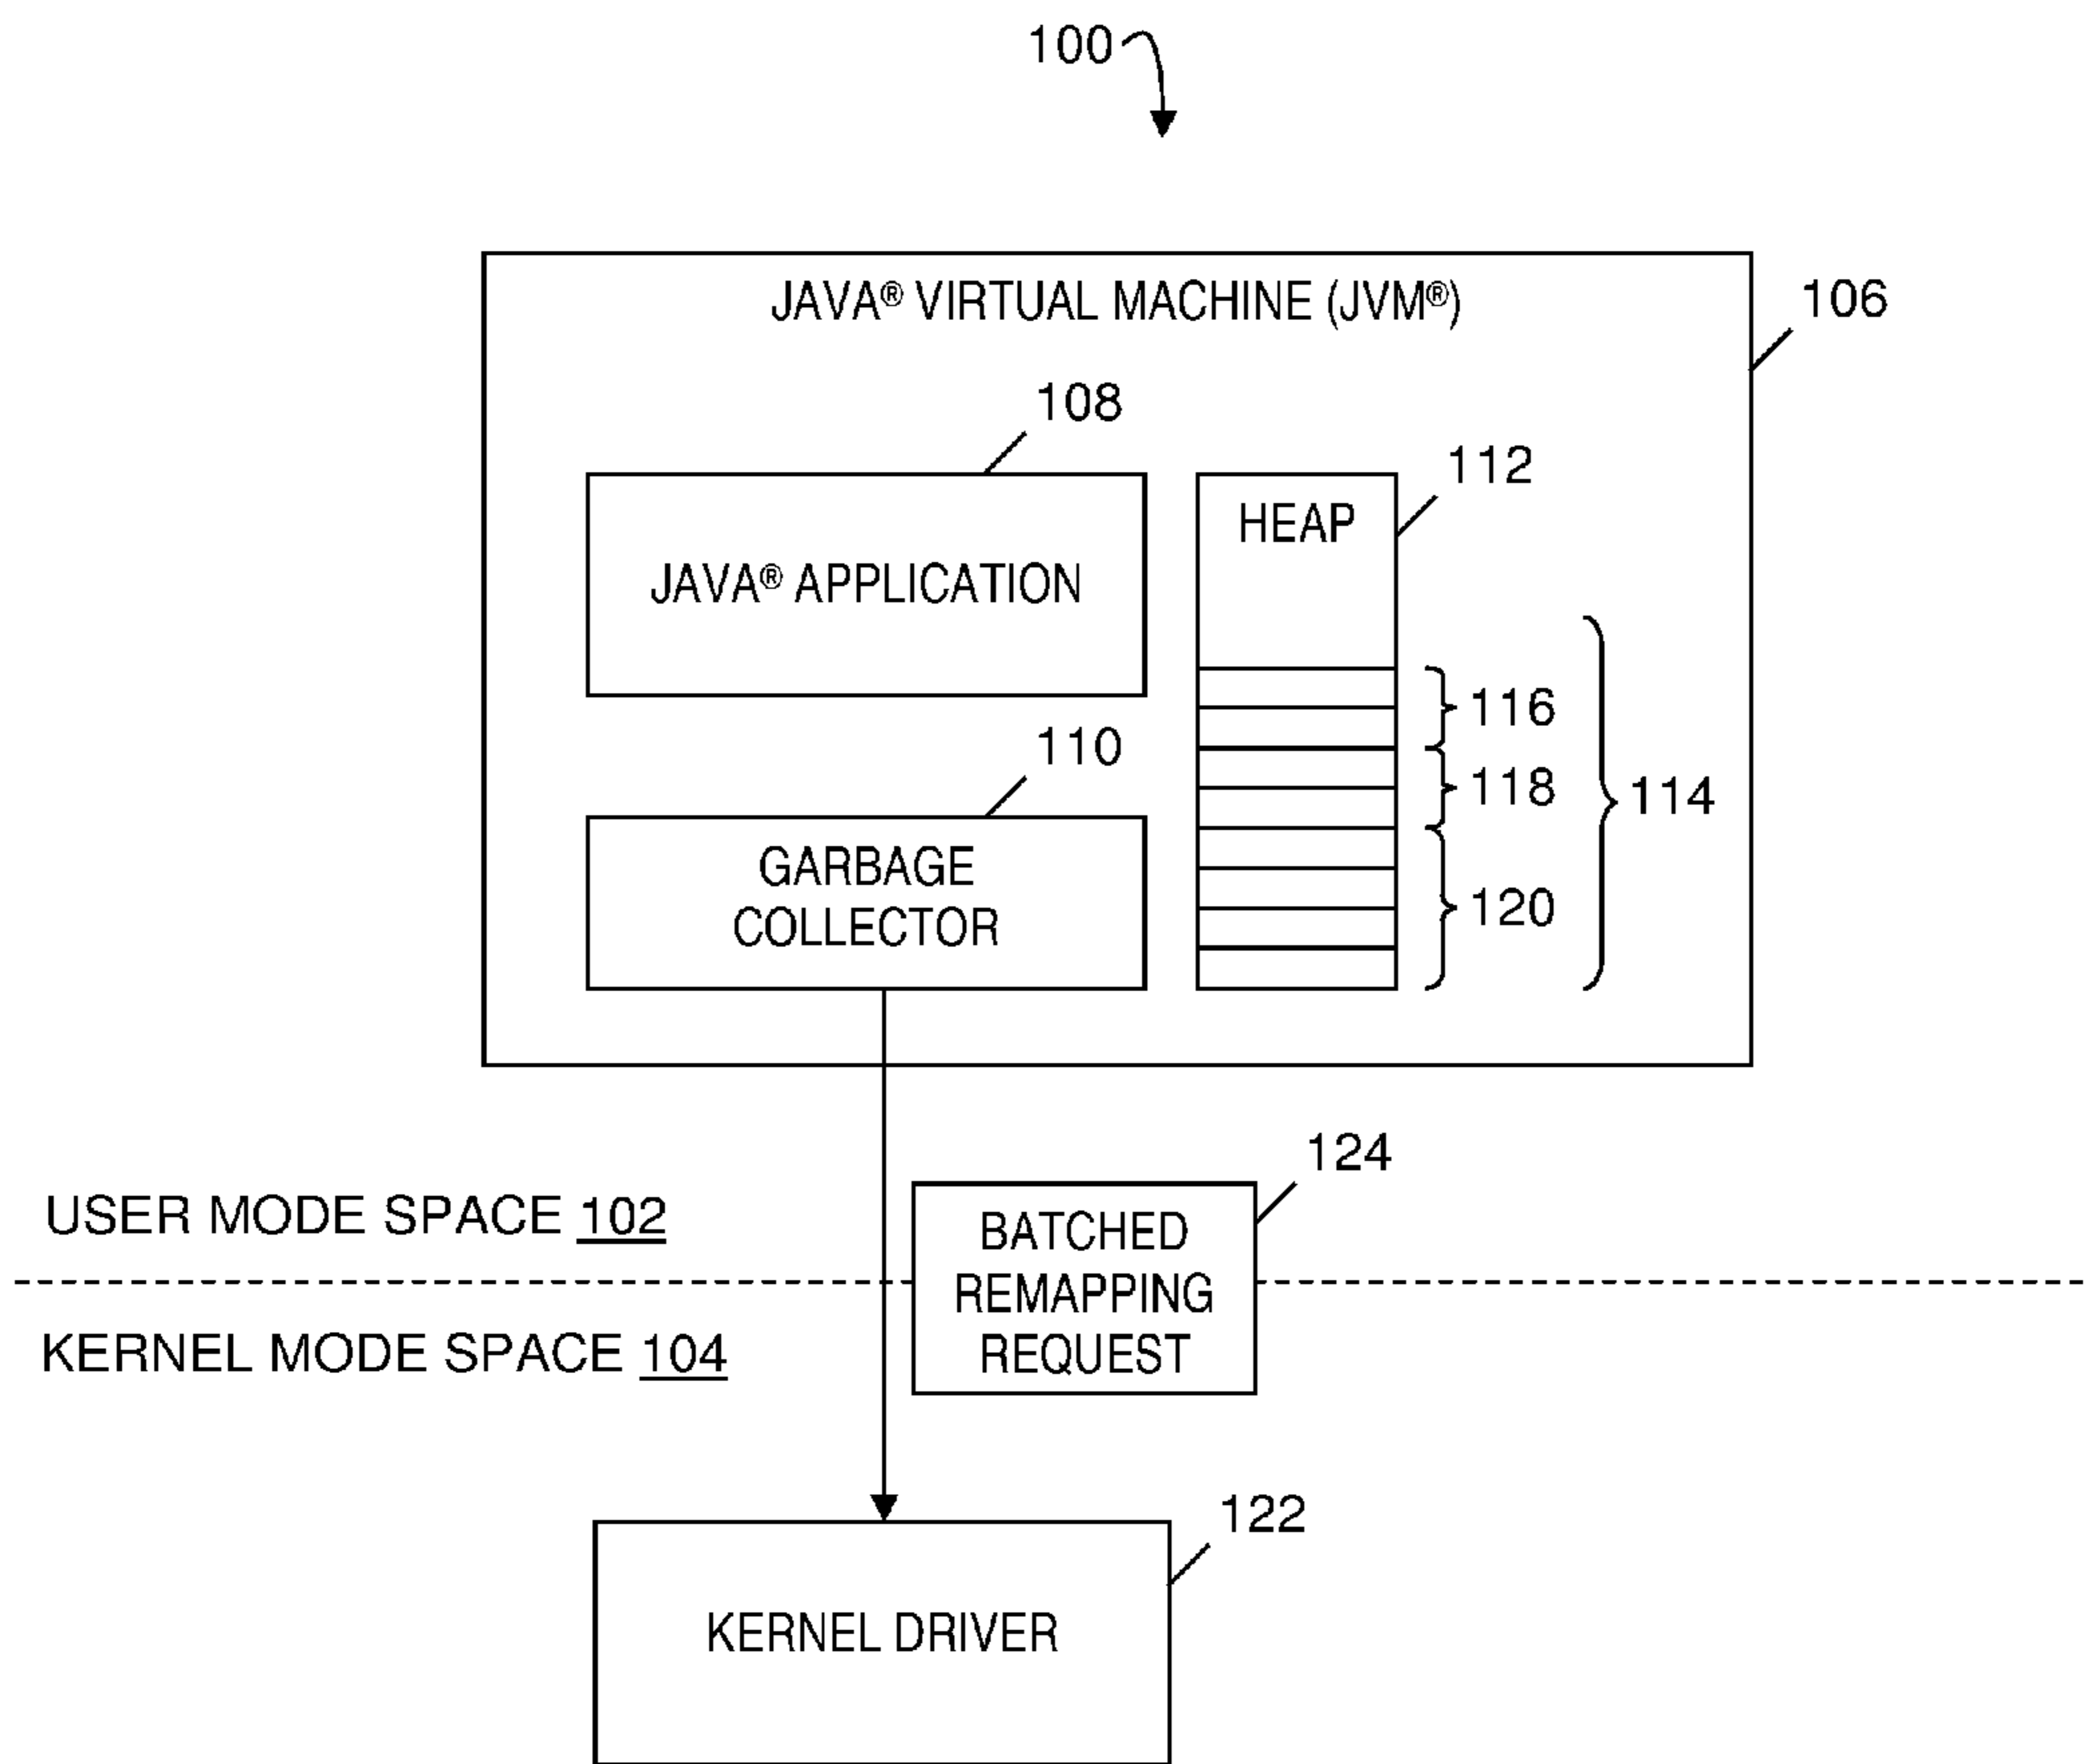 100
JAVA® VIRTUAL MACHINE (JVM®)
106
108
112
HEAP
JAVA® APPLICATION
116
110
118
114
GARBAGE
COLLECTOR
120
124
USER MODE SPACE 102
BATCHED
REMAPPING
REQUEST
KERNEL MODE SPACE 104
122
KERNEL DRIVER